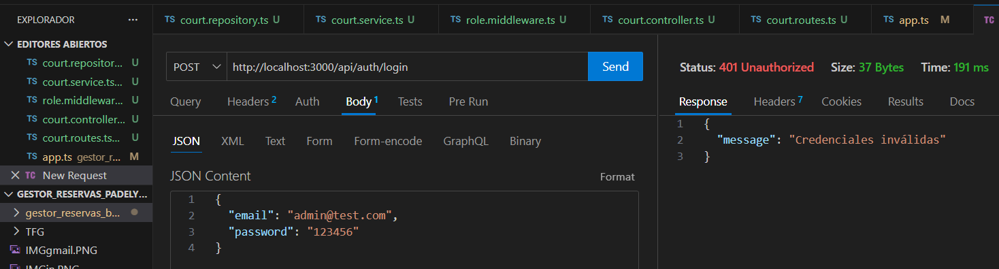 EXPLORADOR ···
EDITORES ABIERTOS
TS court.repositor... U
TS court.service.ts... U
TS role.middlewar... U
TS court.controller... U
TS court.routes.ts... U
TS app.ts gestor_r... M
TC New Request
GESTOR_RESERVAS_PADELY...
gestor_reservas_b...
TFG
IMGgmail.PNG
TS court.repository.ts U TS court.service.ts U TS role.middleware.ts U TS court.controller.ts U TS court.routes.ts U TS app.ts M TC
POST http://localhost:3000/api/auth/login Send
Query Headers 2 Auth Body 1 Tests Pre Run
JSON XML Text Form Form-encode GraphQL Binary
JSON Content Format
1 {
2 "email": "admin@test.com",
3 "password": "123456"
4 }
Status: 401 Unauthorized Size: 37 Bytes Time: 191 ms
Response Headers 7 Cookies Results Docs
1 {
2 "message": "Credenciales inválidas"
3 }